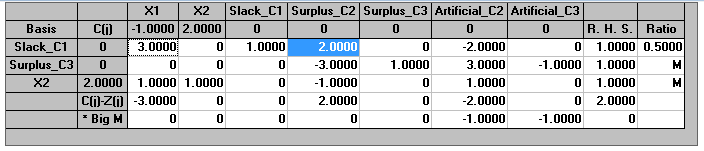 X1 X2 Slack_C1 Surplus_C2 Surplus_C3 Artificial_C2 Artificial_C3
Basis C(j) -1.0000 2.0000 0 0 0 0 0 R. H. S. Ratio
Slack_C1 0 3.0000 0 1.0000 2.0000 0 -2.0000 0 1.0000 0.5000
Surplus_C3 0 0 0 0 -3.0000 1.0000 3.0000 -1.0000 1.0000 M
X2 2.0000 1.0000 1.0000 0 -1.0000 0 1.0000 0 1.0000 M
C(j)-Z(j) -3.0000 0 0 2.0000 0 -2.0000 0 2.0000
* Big M 0 0 0 0 0 -1.0000 -1.0000 0